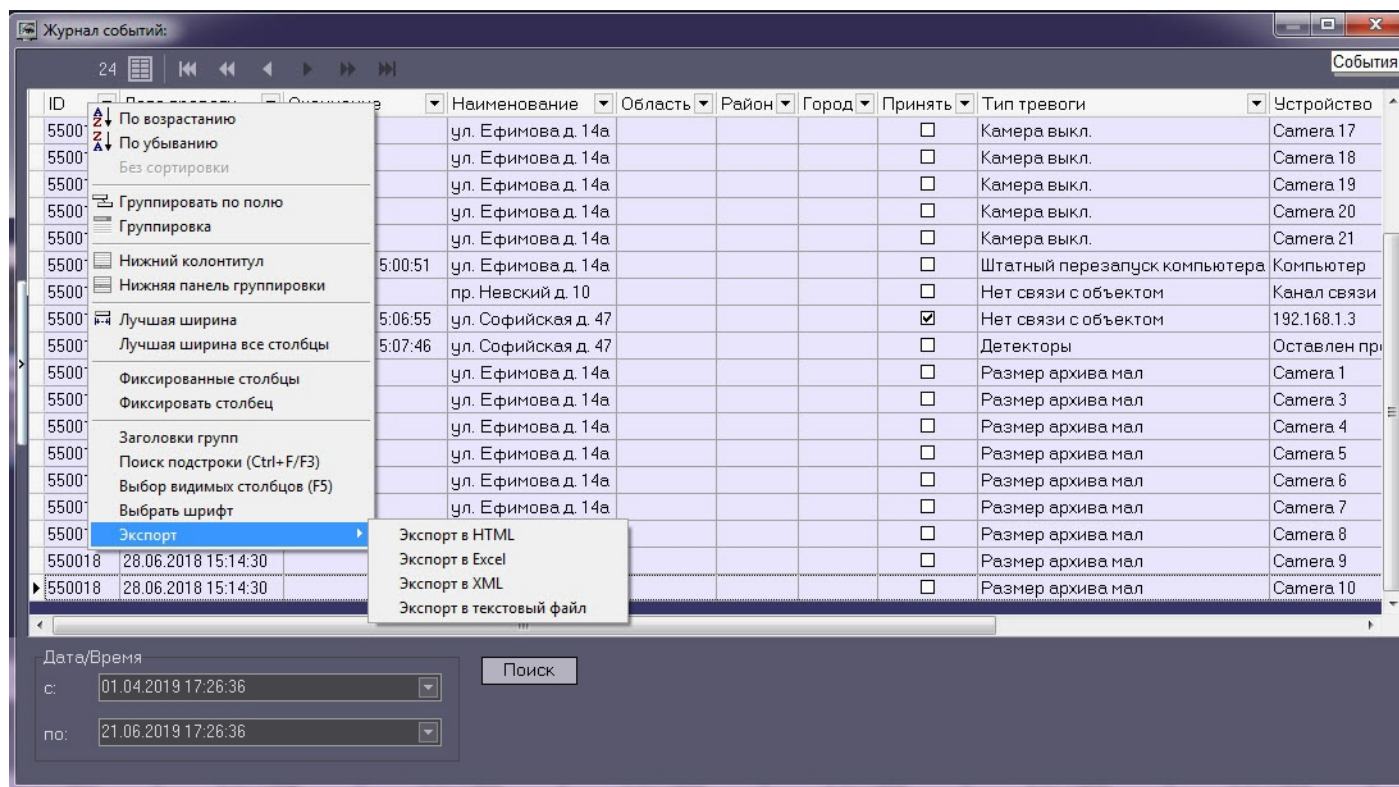 Журнал событий:
24
События
ID Наименование Область Район Город Принять Тип тревоги Устройство
ул. Ефимова д. 14а Камера выкл. Camera 17
ул. Ефимова д. 14а Камера выкл. Camera 18
ул. Ефимова д. 14а Камера выкл. Camera 19
ул. Ефимова д. 14а Камера выкл. Camera 20
ул. Ефимова д. 14а Камера выкл. Camera 21
5:00:51 ул. Ефимова д. 14а Штатный перезапуск компьютера Компьютер
пр. Невский д. 10 Нет связи с объектом Канал связи
5:06:55 ул. Софийская д. 47 Нет связи с объектом 192.168.1.3
5:07:46 ул. Софийская д. 47 Детекторы Оставлен
ул. Ефимова д. 14а Размер архива мал Camera 1
ул. Ефимова д. 14а Размер архива мал Camera 3
ул. Ефимова д. 14а Размер архива мал Camera 4
ул. Ефимова д. 14а Размер архива мал Camera 5
ул. Ефимова д. 14а Размер архива мал Camera 6
ул. Ефимова д. 14а Размер архива мал Camera 7
Размер архива мал Camera 8
550018 28.06.2018 15:14:30 Размер архива мал Camera 9
550018 28.06.2018 15:14:30 Размер архива мал Camera 10
По возрастанию
По убыванию
Без сортировки
Группировать по полю
Группировка
Нижний колонтитул
Нижняя панель группировки
Лучшая ширина
Лучшая ширина все столбцы
Фиксированные столбцы
Фиксировать столбец
Заголовки групп
Поиск подстроки (Ctrl+F/F3)
Выбор видимых столбцов (F5)
Выбрать шрифт
Экспорт
Экспорт в HTML
Экспорт в Excel
Экспорт в XML
Экспорт в текстовый файл
Дата/Время
с: 01.04.2019 17:26:36
по: 21.06.2019 17:26:36
Поиск